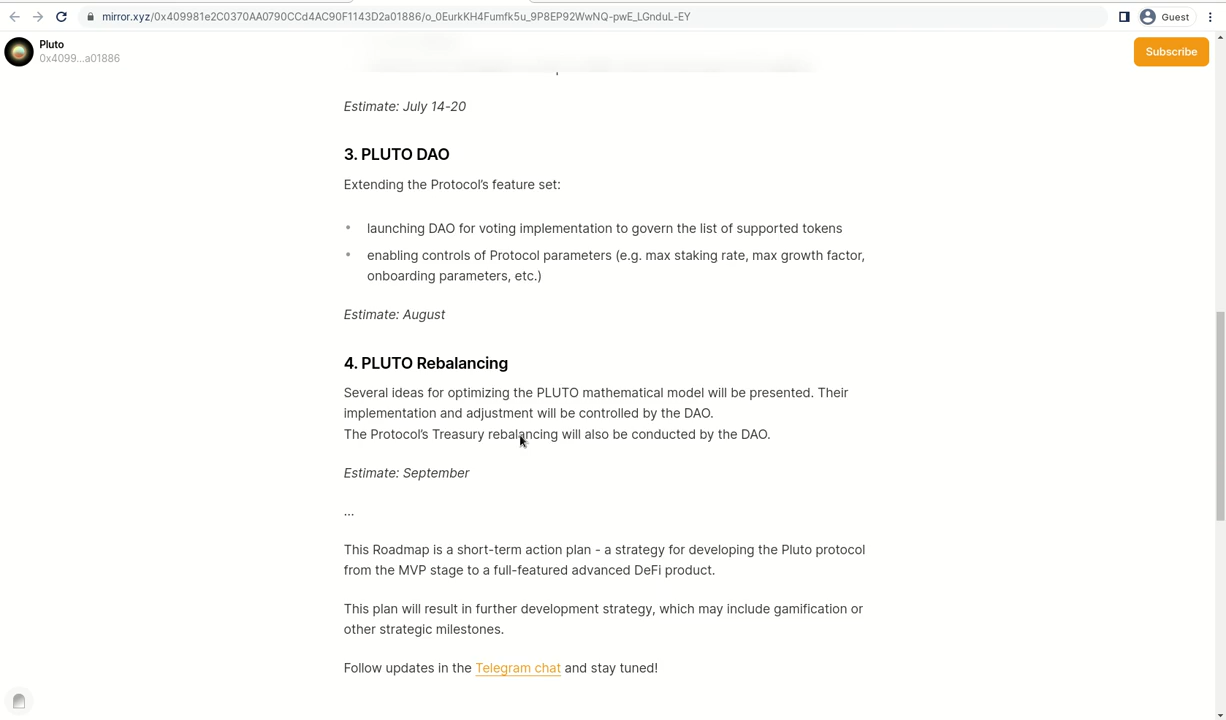 mirror.xyz/0x409981e2C0370AA0790CCd4AC90F1143D2a01886/o_0EurkKH4Fumfk5u_9P8EP92WwNQ-pwE_LGnduL-EY
Guest
Pluto
0x4099...a01886
Subscribe
Estimate: July 14-20
3. PLUTO DAO
Extending the Protocol's feature set:
launching DAO for voting implementation to govern the list of supported tokens
enabling controls of Protocol parameters (e.g. max staking rate, max growth factor,
onboarding parameters, etc.)
Estimate: August
4. PLUTO Rebalancing
Several ideas for optimizing the PLUTO mathematical model will be presented. Their
implementation and adjustment will be controlled by the DAO.
The Protocol's Treasury rebalancing will also be conducted by the DAO.
Estimate: September
...
This Roadmap is a short-term action plan - a strategy for developing the Pluto protocol
from the MVP stage to a full-featured advanced DeFi product.
This plan will result in further development strategy, which may include gamification or
other strategic milestones.
Follow updates in the Telegram chat and stay tuned!